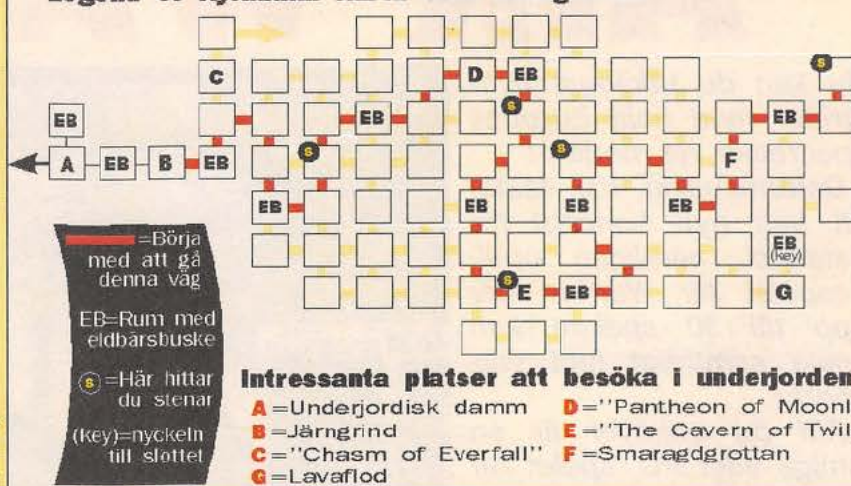 Legend of
S
C D EB
S
EB EB EB
S S
A EB B EB F
EB EB EB EB
EB
(key)
S
E EB G
=Börja
med att gå
denna väg
EB=Rum med
eldbärsbuske
S =Här hittar
du stenar
(key)=nyckeln
till slottet
Intressanta platser att besöka i underjorden
A =Underjordisk damm
B =Järngrind
C ="Chasm of Everfall"
G =Lavaflod
D ="Pantheon of Moonl
E ="The Cavern of Twil
F =Smaragdgrottan